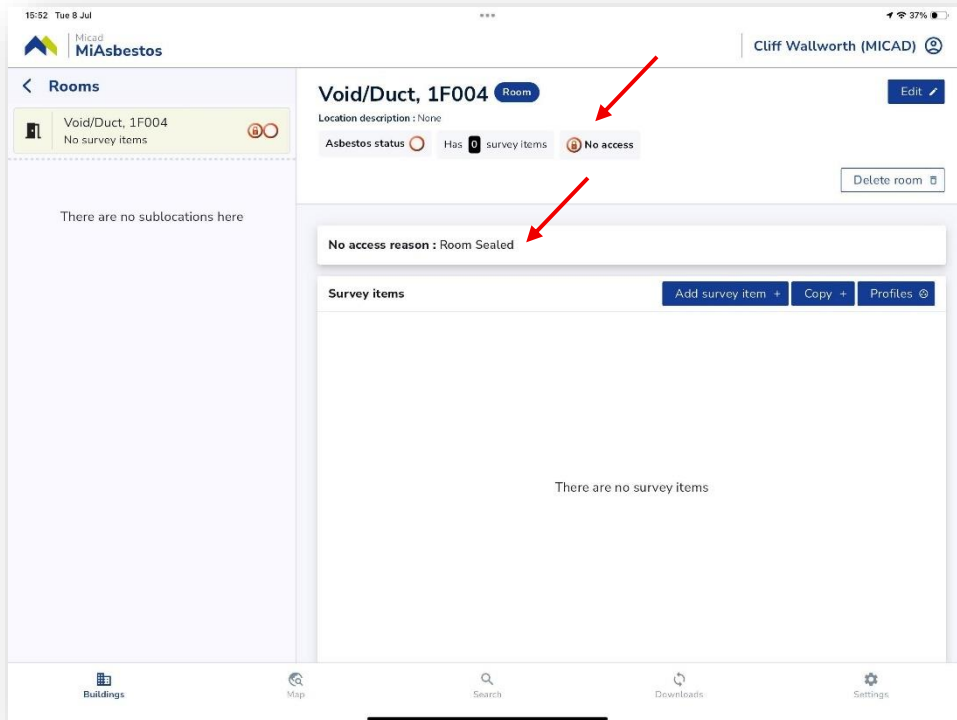 15:52 Tue 8 Jul
37%
Micad
MiAsbestos
Cliff Wallworth (MICAD)
Rooms
Void/Duct, 1F004
No survey items
There are no sublocations here
Void/Duct, 1F004 Room
Edit
Location description : None
Asbestos status
Has 0 survey items
No access
Delete room
No access reason : Room Sealed
Survey items
Add survey item +
Copy +
Profiles
There are no survey items
Buildings
Map
Search
Downloads
Settings